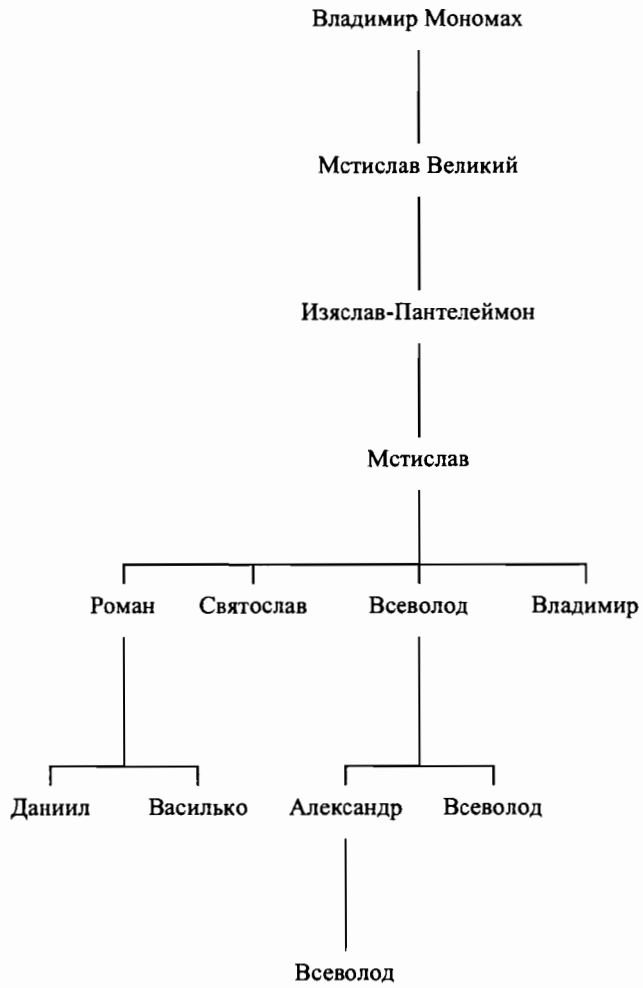 Владимир Мономах
Мстислав Великий
Изяслав-Пантелеймон
Мстислав
Роман Святослав Всеволод Владимир
Даниил Василько Александр Всеволод
Всеволод